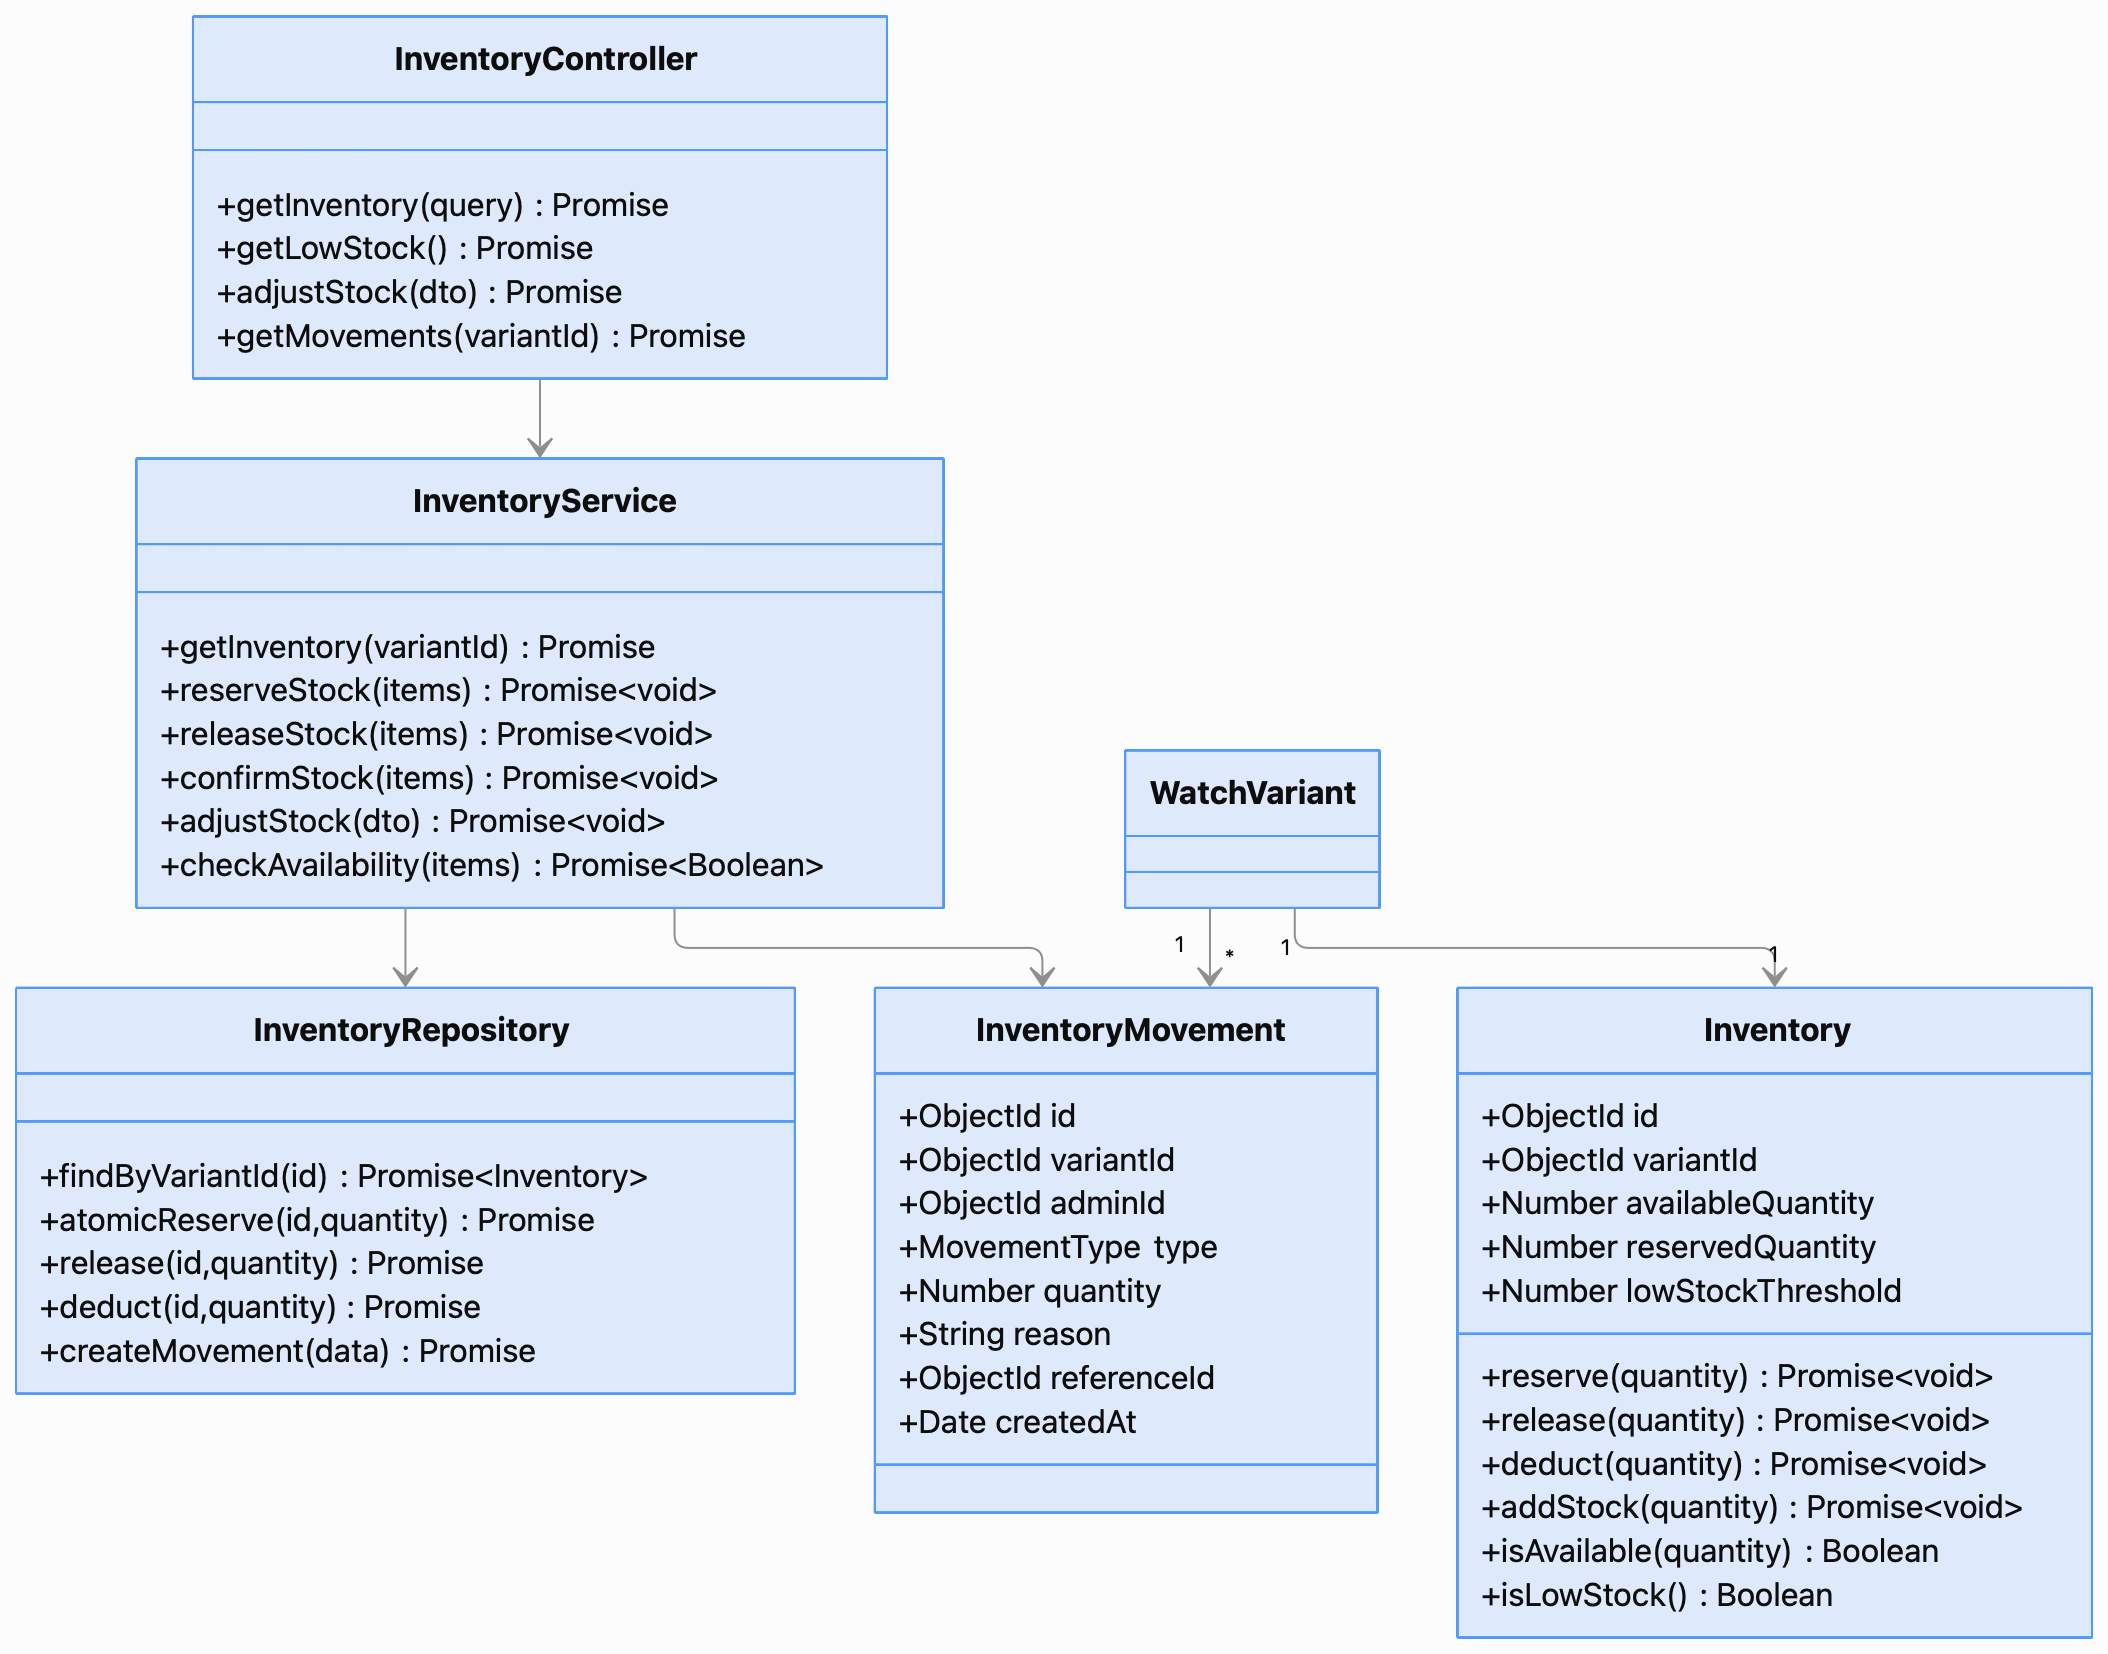 InventoryController
+getInventory(query) : Promise
+getLowStock() : Promise
+adjustStock(dto) : Promise
+getMovements(variantId) : Promise
InventoryService
+getInventory(variantId) : Promise
+reserveStock(items) : Promise<void>
+releaseStock(items) : Promise<void>
+confirmStock(items) : Promise<void>
+adjustStock(dto) : Promise<void>
+checkAvailability(items) : Promise<Boolean>
WatchVariant
1
*
1
1
InventoryRepository
+findByVariantId(id) : Promise<Inventory>
+atomicReserve(id,quantity) : Promise
+release(id,quantity) : Promise
+deduct(id,quantity) : Promise
+createMovement(data) : Promise
InventoryMovement
+ObjectId id
+ObjectId variantId
+ObjectId adminId
+MovementType type
+Number quantity
+String reason
+ObjectId referenceId
+Date createdAt
Inventory
+ObjectId id
+ObjectId variantId
+Number availableQuantity
+Number reservedQuantity
+Number lowStockThreshold
+reserve(quantity) : Promise<void>
+release(quantity) : Promise<void>
+deduct(quantity) : Promise<void>
+addStock(quantity) : Promise<void>
+isAvailable(quantity) : Boolean
+isLowStock() : Boolean